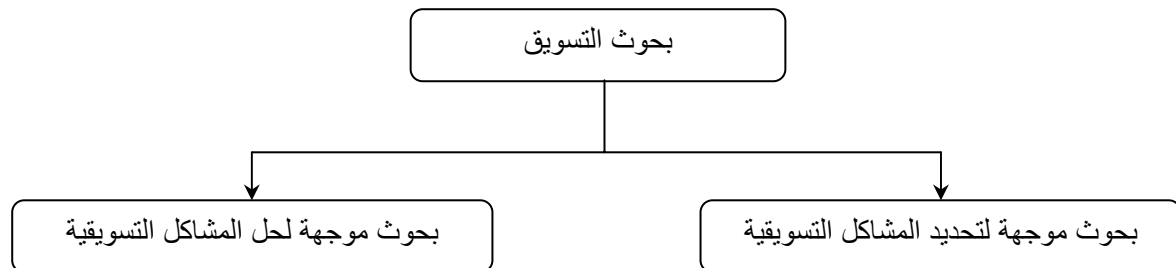 بحوث التسويق
بحوث موجهة لتحديد المشاكل التسويقية
بحوث موجهة لحل المشاكل التسويقية